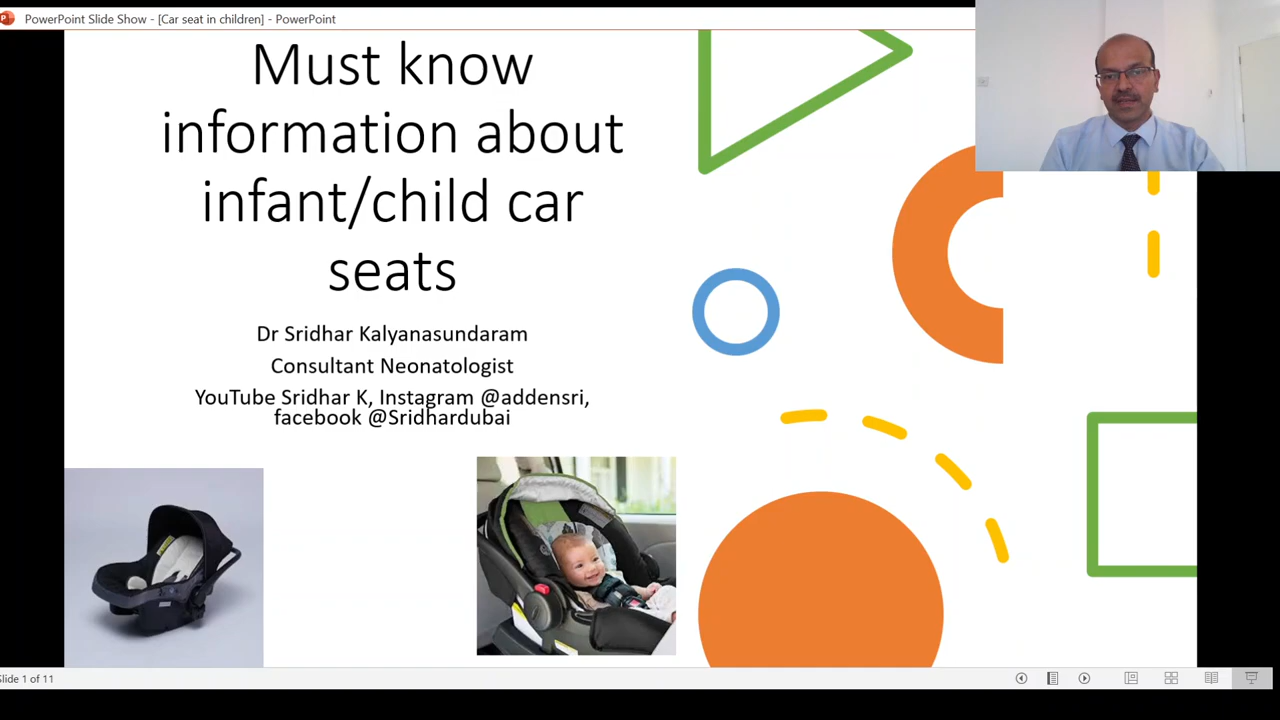 PowerPoint Slide Show - [Car seat in children] - PowerPoint
Must know
information about
infant/child car
seats
Dr Sridhar Kalyanasundaram
Consultant Neonatologist
YouTube Sridhar K, Instagram @addensri,
facebook @Sridhardubai
Slide 1 of 11